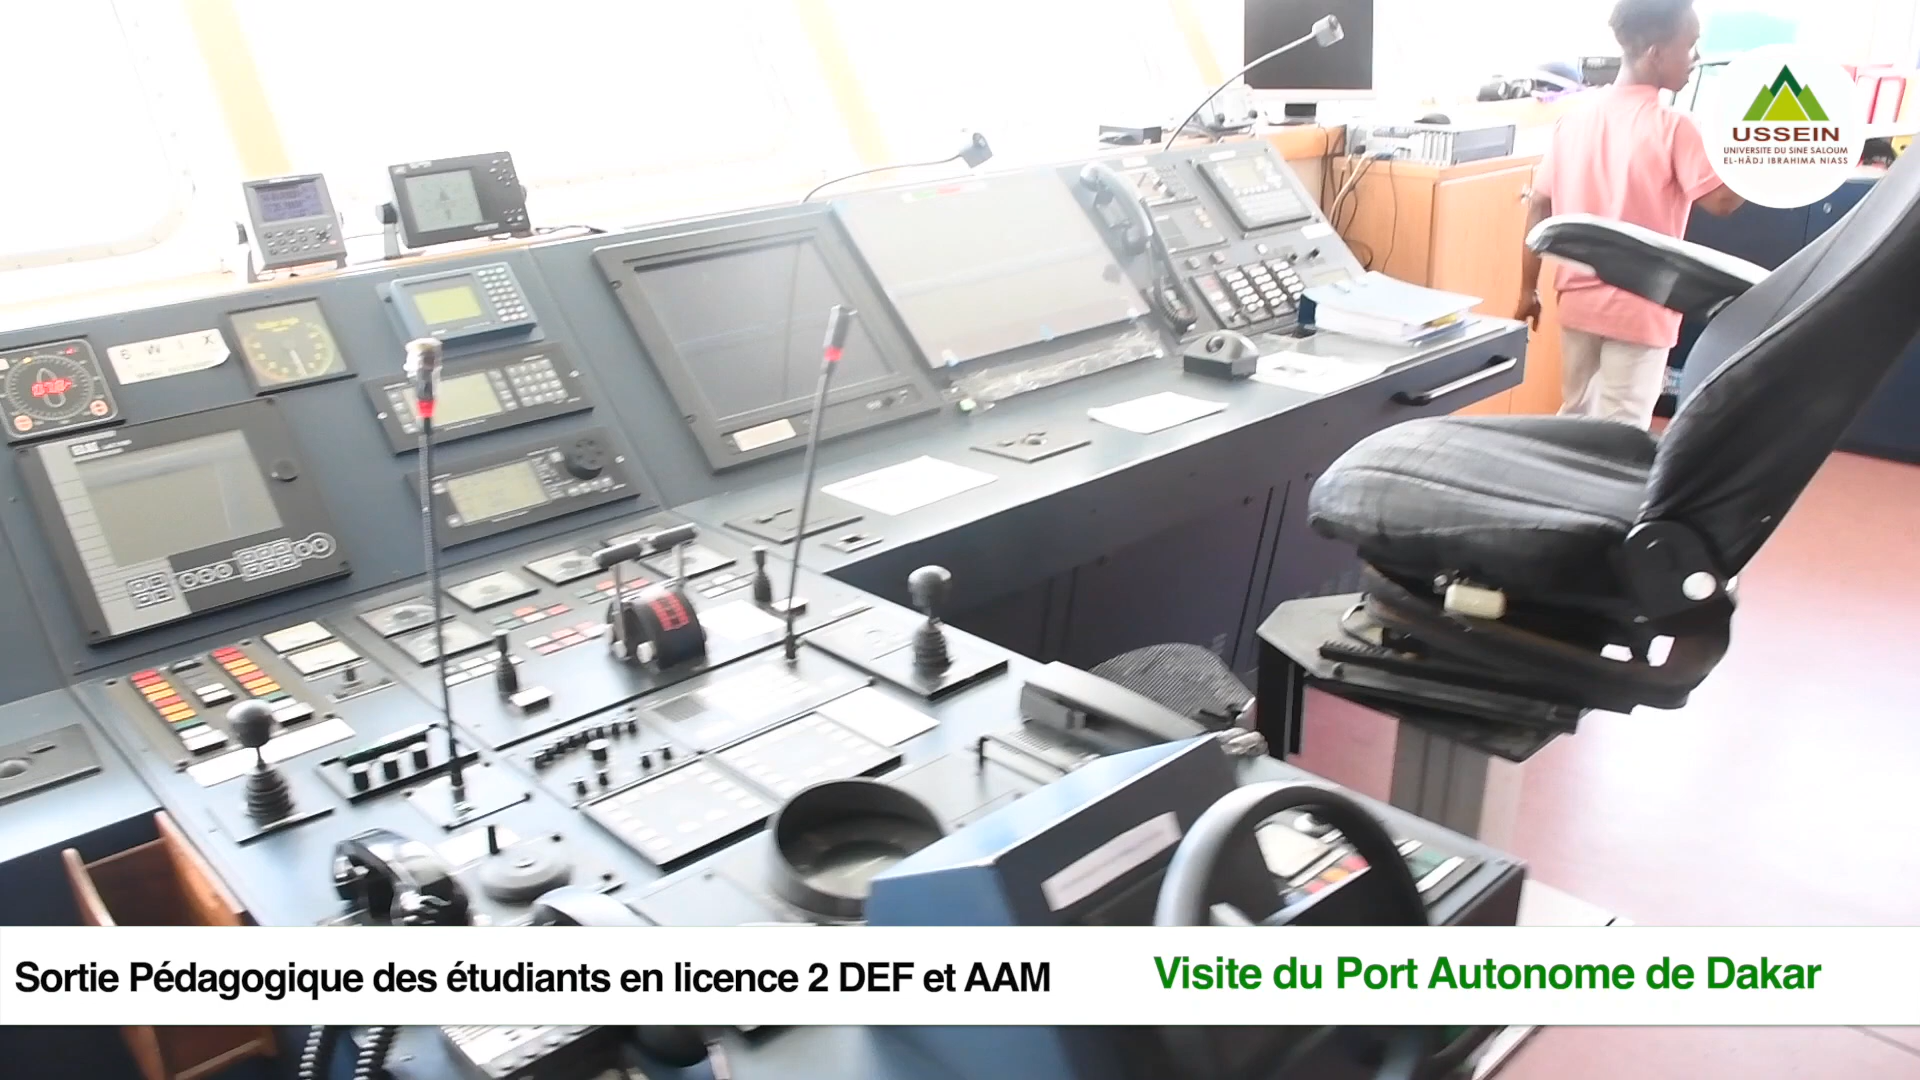 USSEIN
UNIVERSITE DU SINE SALOUM
EL-HÂDJ IBRAHIMA NIASS
6 W I X
Sortie Pédagogique des étudiants en licence 2 DEF et AAM
Visite du Port Autonome de Dakar